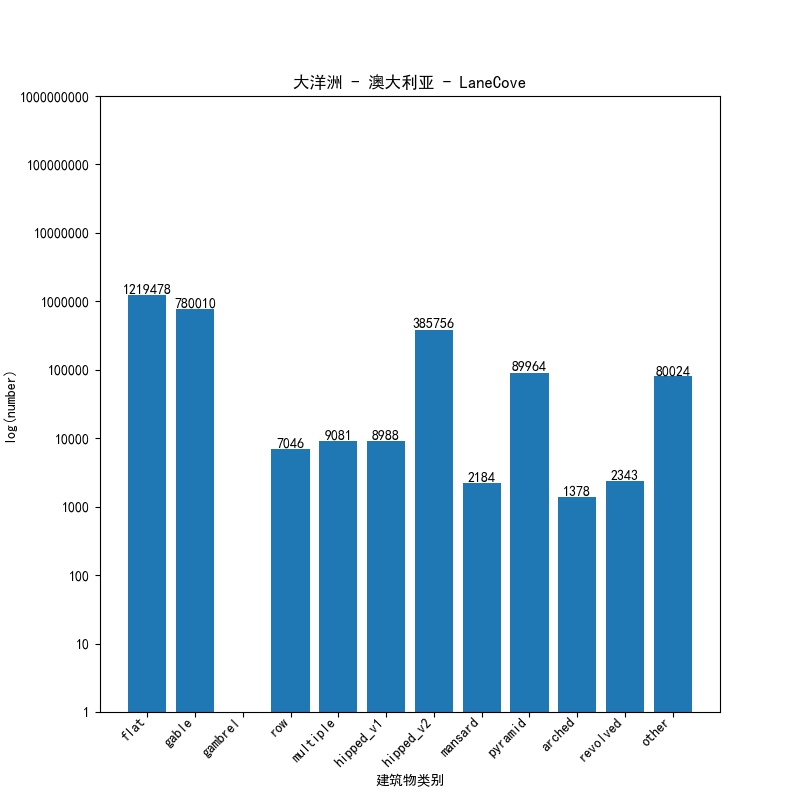 大洋洲 - 澳大利亚 - LaneCove
1000000000
100000000
10000000
1000000
100000
10000
1000
100
10
1
log(number)
1219478
780010
7046
9081
8988
385756
2184
89964
1378
2343
80024
flat
gable
gambrel
row
multiple
hipped_v1
hipped_v2
mansard
pyramid
arched
revolved
other
建筑物类别